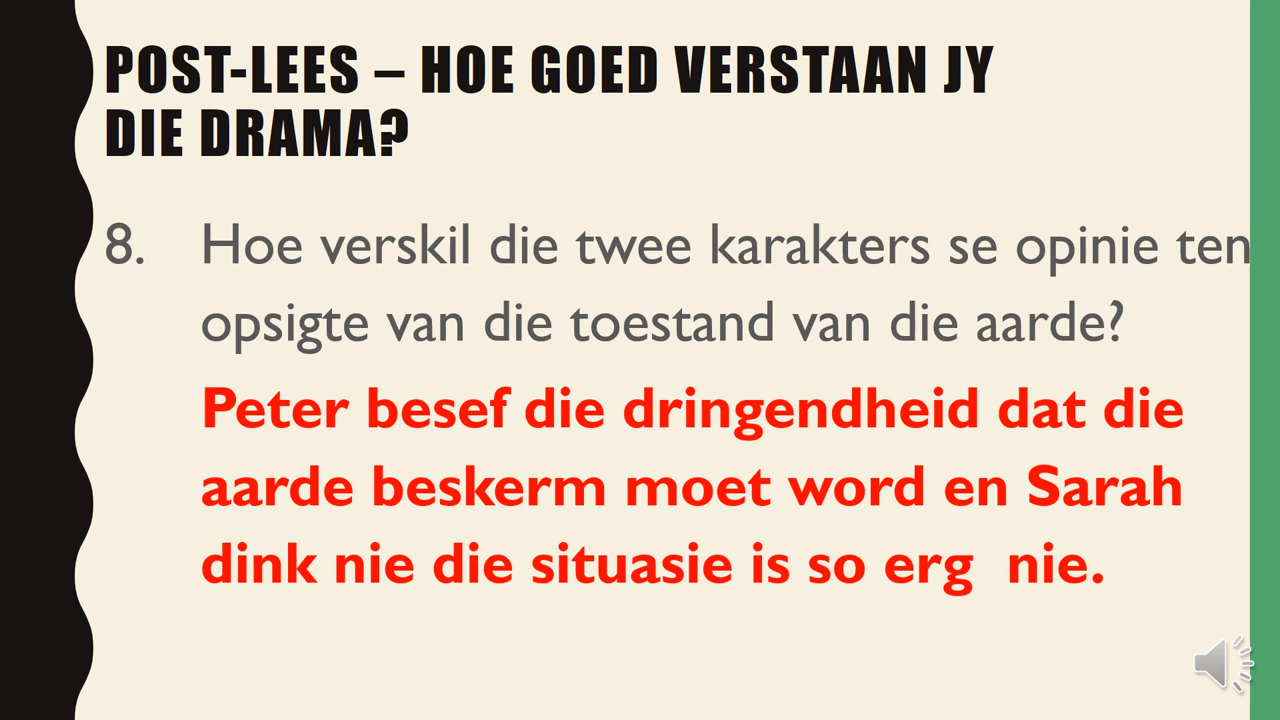 POST-LEES – HOE GOED VERSTAAN JY
DIE DRAMA?
8. Hoe verskil die twee karakters se opinie ten
opsigte van die toestand van die aarde?
Peter besef die dringendheid dat die
aarde beskerm moet word en Sarah
dink nie die situasie is so erg  nie.